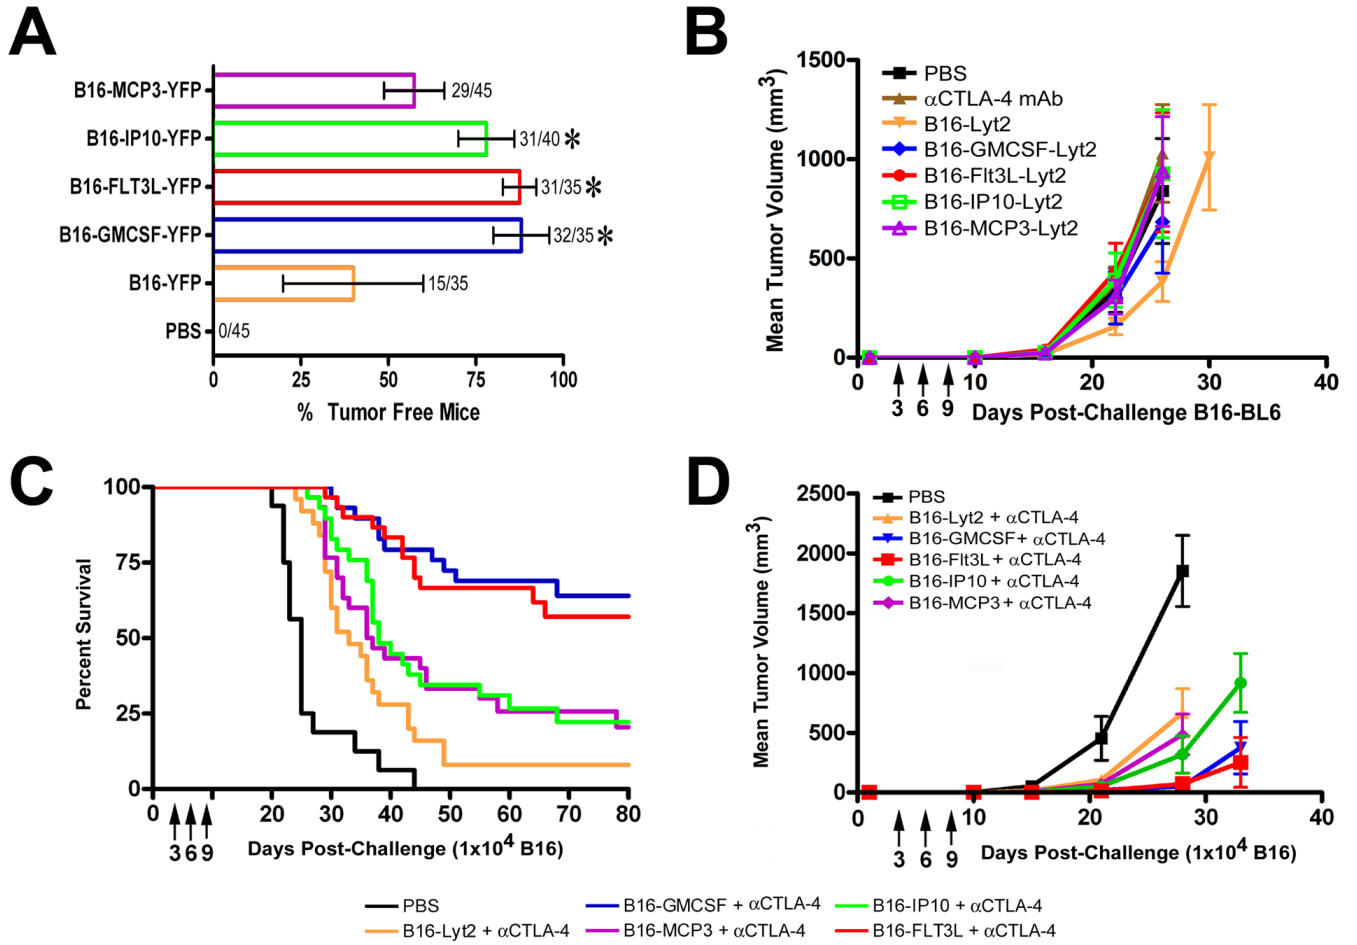 A
B16-MCP3-YFP
29/45
B16-IP10-YFP
31/40 *
B16-FLT3L-YFP
31/35 *
B16-GMCSF-YFP
32/35 *
B16-YFP
15/35
PBS
0/45
0 25 50 75 100
% Tumor Free Mice
B
Mean Tumor Volume (mm3)
1500
1000
500
0
PBS
αCTLA-4 mAb
B16-Lyt2
B16-GMCSF-Lyt2
B16-Flt3L-Lyt2
B16-IP10-Lyt2
B16-MCP3-Lyt2
0 10 20 30 40
3 6 9
Days Post-Challenge B16-BL6
C
Percent Survival
100
75
50
25
0
0 20 30 40 50 60 70 80
3 6 9
Days Post-Challenge (1x104 B16)
D
Mean Tumor Volume (mm3)
2500
2000
1500
1000
500
0
PBS
B16-Lyt2 + αCTLA-4
B16-GMCSF+ αCTLA-4
B16-Flt3L + αCTLA-4
B16-IP10 + αCTLA-4
B16-MCP3 + αCTLA-4
0 10 20 30 40
3 6 9
Days Post-Challenge (1x104 B16)
PBS
B16-GMCSF + αCTLA-4
B16-IP10 + αCTLA-4
B16-Lyt2 + αCTLA-4
B16-MCP3 + αCTLA-4
B16-FLT3L + αCTLA-4